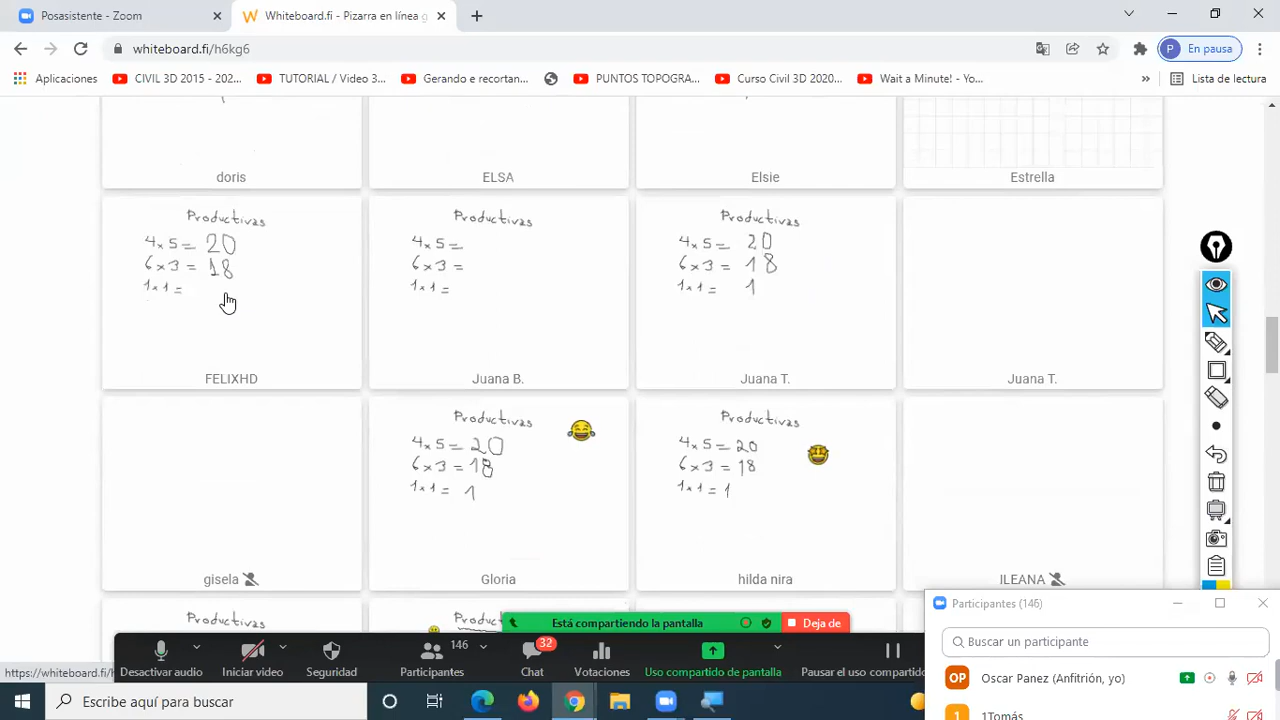 Posasistente - Zoom
Whiteboard.fi - Pizarra en línea g
whiteboard.fi/h6kg6
P
En pausa
Aplicaciones
CIVIL 3D 2015 - 202...
TUTORIAL / Video 3...
Gerando e recortan...
PUNTOS TOPOGRA...
Curso Civil 3D 2020...
Wait a Minute! - Yo...
»
Lista de lectura
doris
ELSA
Elsie
Estrella
Productivas
4x5=20
6x3=18
1x1=
FELIXHD
Productivas
4x5=
6x3=
1x1=
Juana B.
Productivas
4x5=20
6x3=18
1x1=1
Juana T.
Juana T.
gisela
Productivas
4x5=20
6x3=18
1x1=1
Gloria
Productivas
4x5=20
6x3=18
1x1=1
hilda nira
ILEANA
Productivas
Product
Está compartiendo la pantalla
Deja de
Desactivar audio
Iniciar video
Seguridad
146
Participantes
32
Chat
Votaciones
Uso compartido de pantalla
Pausar el uso compartido
Participantes (146)
Buscar un participante
OP
Oscar Panez (Anfitrión, yo)
1
1Tomás
https://whiteboard.fi/h
Escribe aquí para buscar